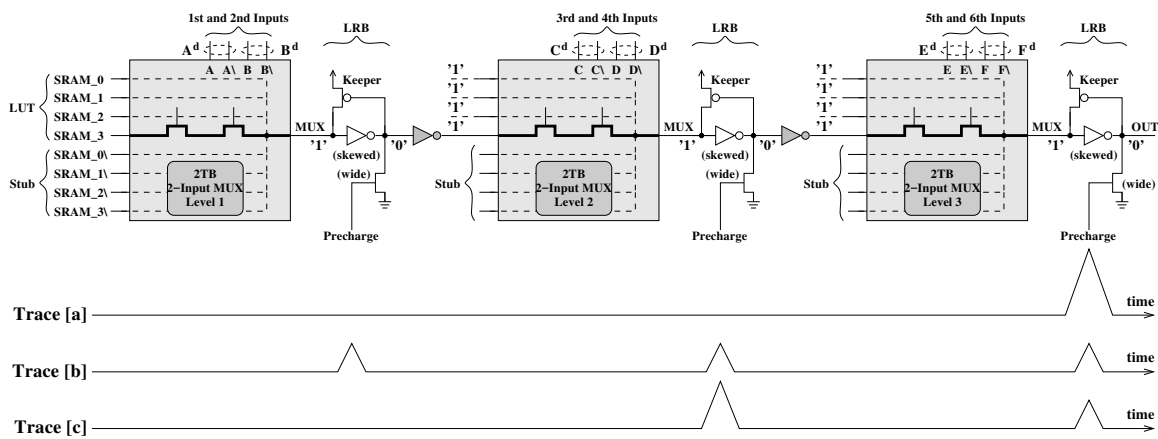 1st and 2nd Inputs
3rd and 4th Inputs
5th and 6th Inputs
LRB
LRB
LRB
A^d
B^d
C^d
D^d
E^d
F^d
A A\ B B\
C C\ D D\
E E\ F F\
LUT
SRAM_0
SRAM_1
SRAM_2
SRAM_3
Stub
SRAM_0\
SRAM_1\
SRAM_2\
SRAM_3\
2TB
2-Input MUX
Level 1
MUX
'1'
Keeper
(skewed)
(wide)
'0'
Precharge
'1'
'1'
'1'
'1'
Stub
2TB
2-Input MUX
Level 2
MUX
'1'
Keeper
(skewed)
(wide)
'0'
Precharge
'1'
'1'
'1'
'1'
Stub
2TB
2-Input MUX
Level 3
MUX
'1'
Keeper
(skewed)
(wide)
OUT
'0'
Precharge
Trace [a]
time
Trace [b]
time
Trace [c]
time